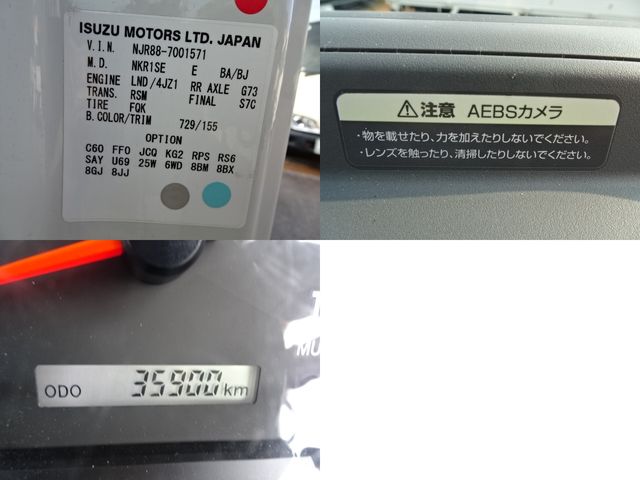 ISUZU MOTORS LTD. JAPAN
V.I.N. NJR88-7001571
M.D. NKR1SE E BA/BJ
ENGINE LND/4JZ1 RR AXLE G73
TRANS. RSM FINAL S7C
TIRE FQK
B.COLOR/TRIM 729/155
OPTION
C60 FF0 JCQ KG2 RPS RS6
SAY U69 25W 6WD 8BM 8BX
8GJ 8JJ
⚠注意 AEBSカメラ
・物を載せたり、力を加えたりしないでください。
・レンズを触ったり、清掃したりしないでください。
ODO 35900 km